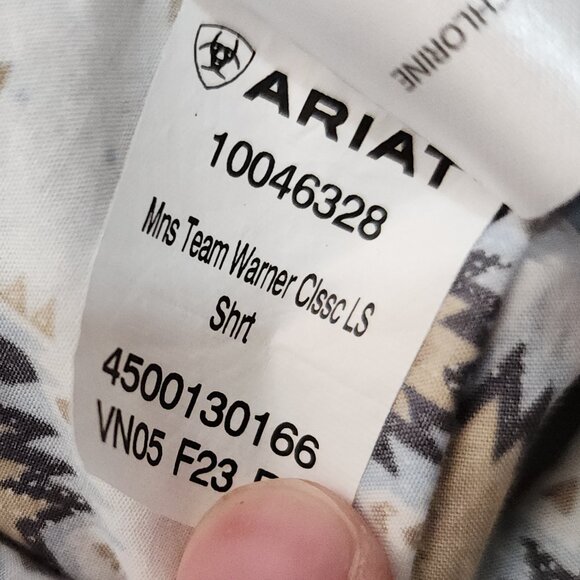 CHLORINE
ARIAT
10046328
Mns Team Warner Clssc LS
Shrt
4500130166
VN05 F23